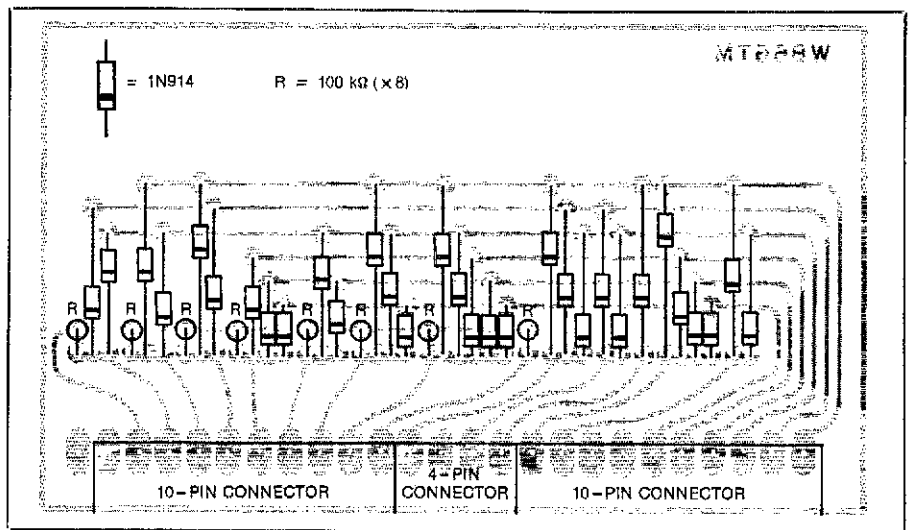 = 1N914
R = 100 kΩ (×8)
R
R
R
R
R
R
R
10-PIN CONNECTOR
4-PIN
CONNECTOR
10-PIN CONNECTOR